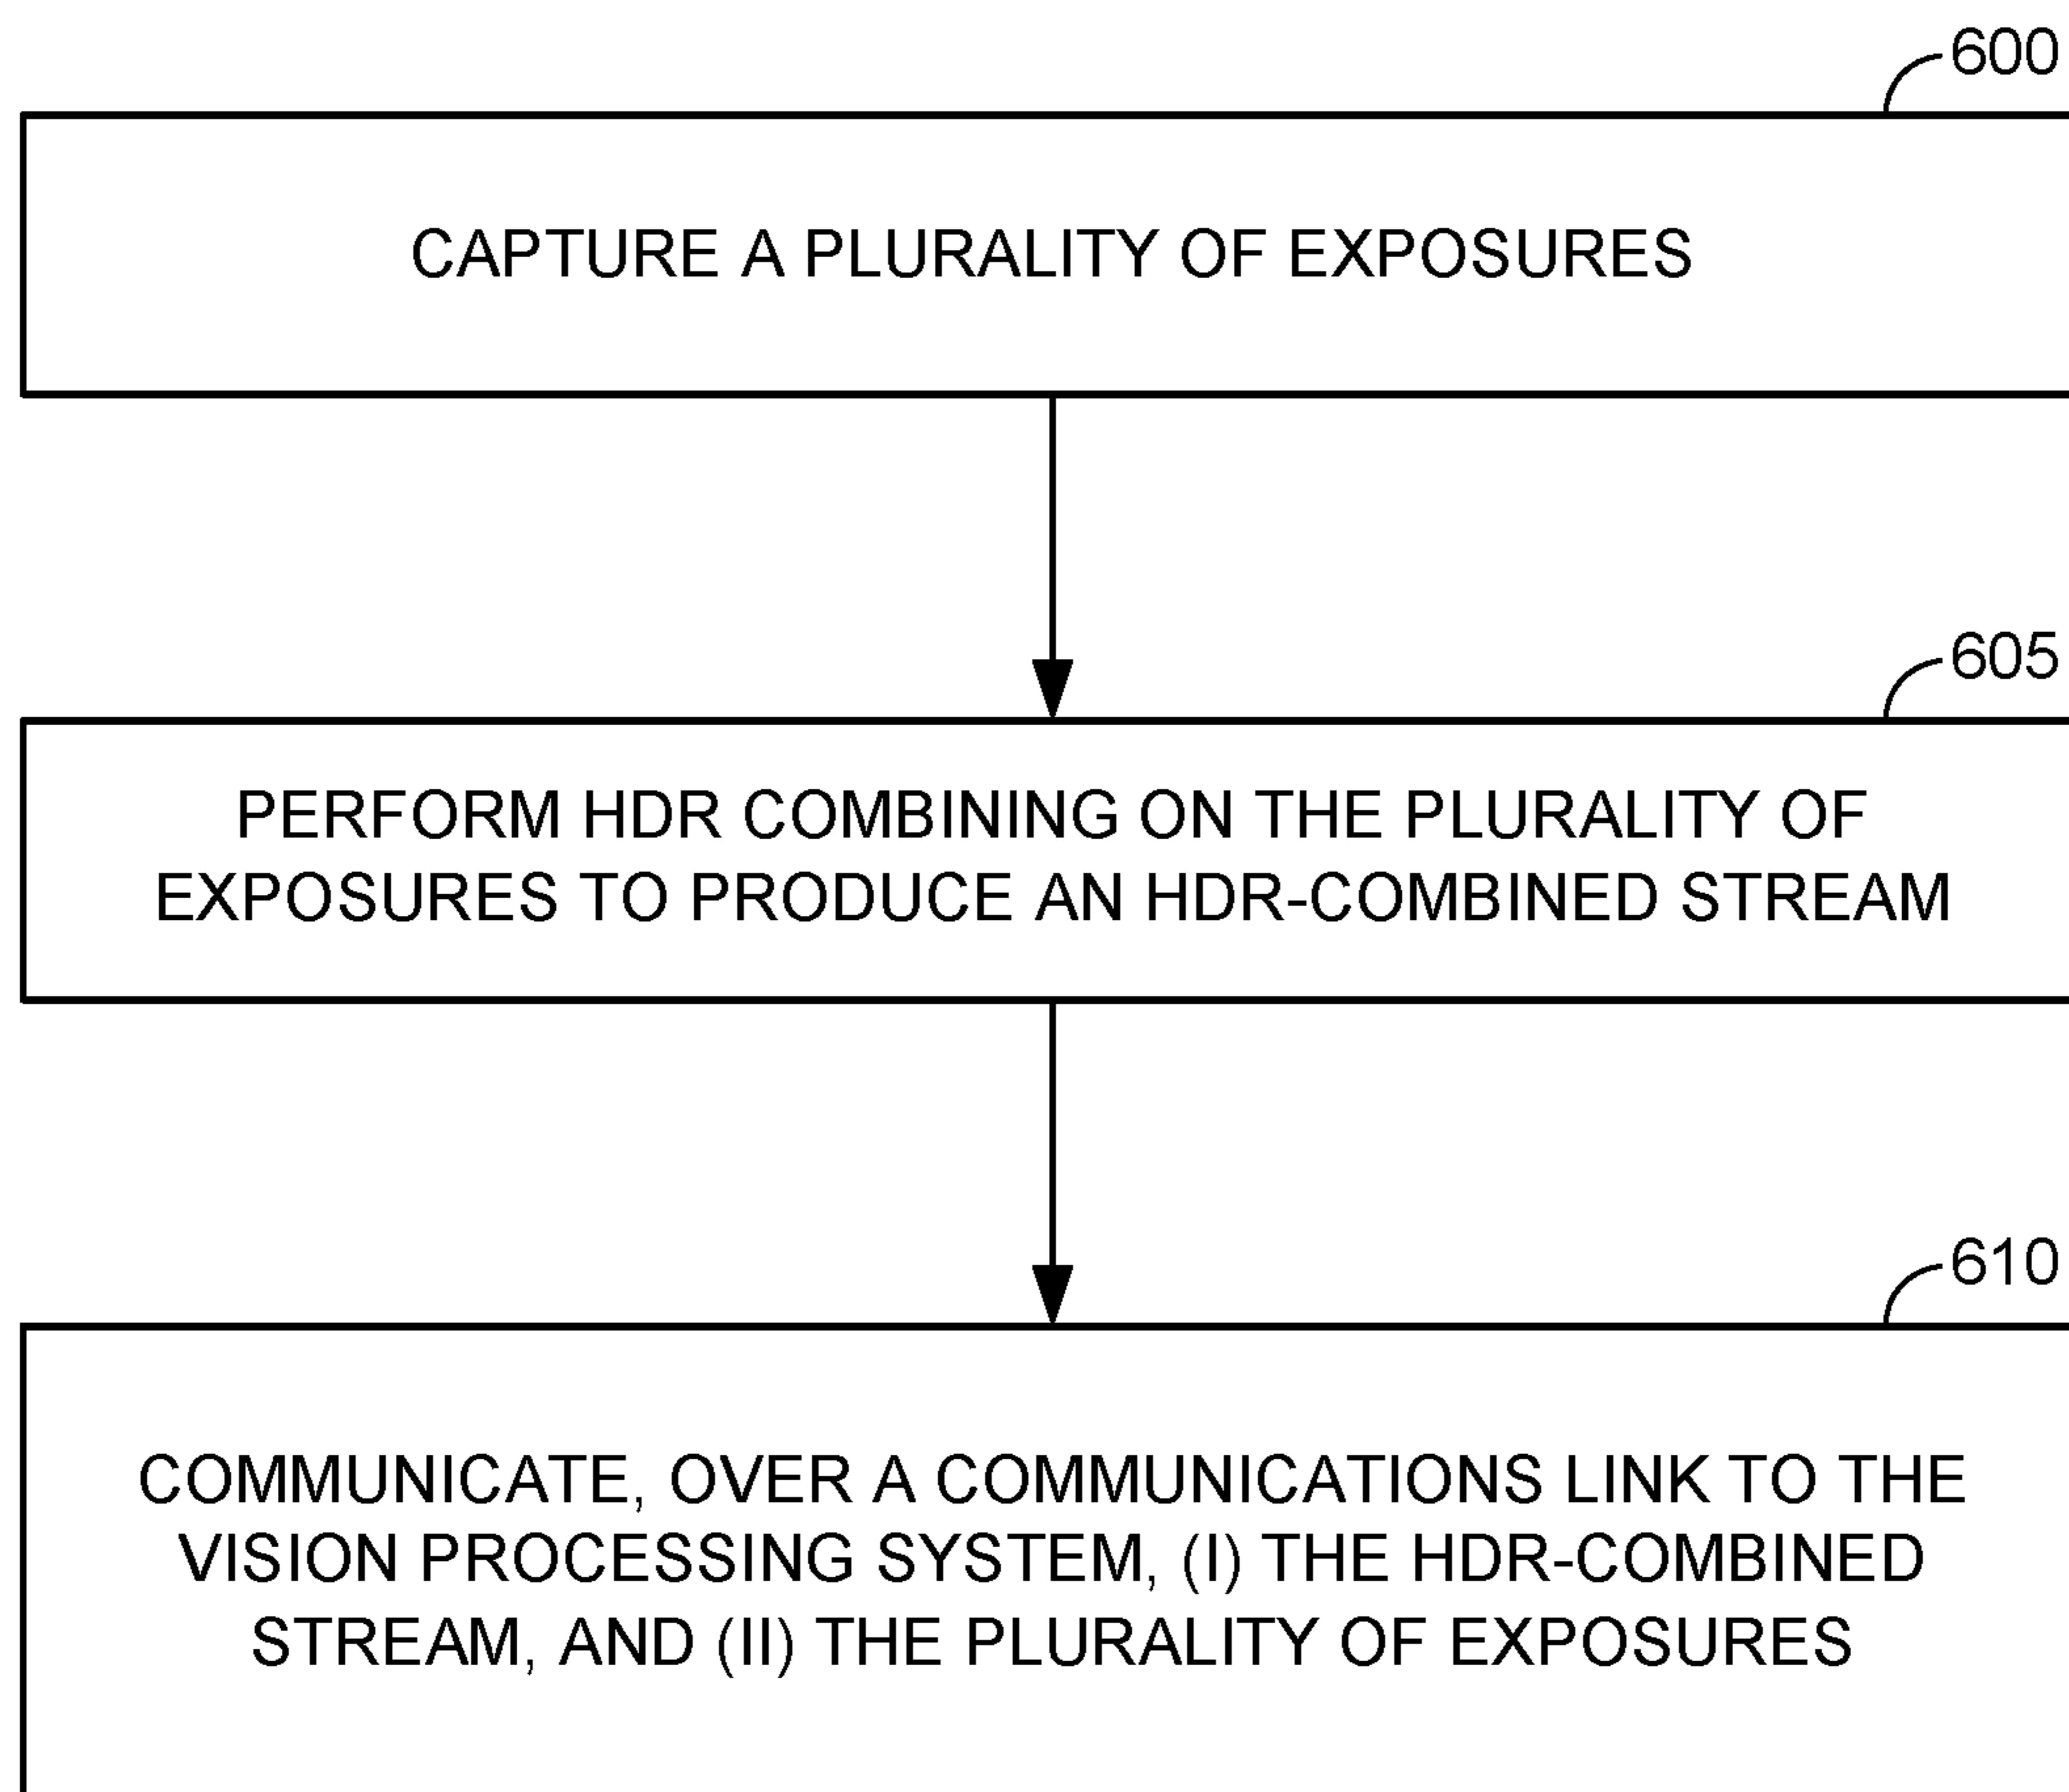 600
CAPTURE A PLURALITY OF EXPOSURES
605
PERFORM HDR COMBINING ON THE PLURALITY OF
EXPOSURES TO PRODUCE AN HDR-COMBINED STREAM
610
COMMUNICATE, OVER A COMMUNICATIONS LINK TO THE
VISION PROCESSING SYSTEM, (I) THE HDR-COMBINED
STREAM, AND (II) THE PLURALITY OF EXPOSURES